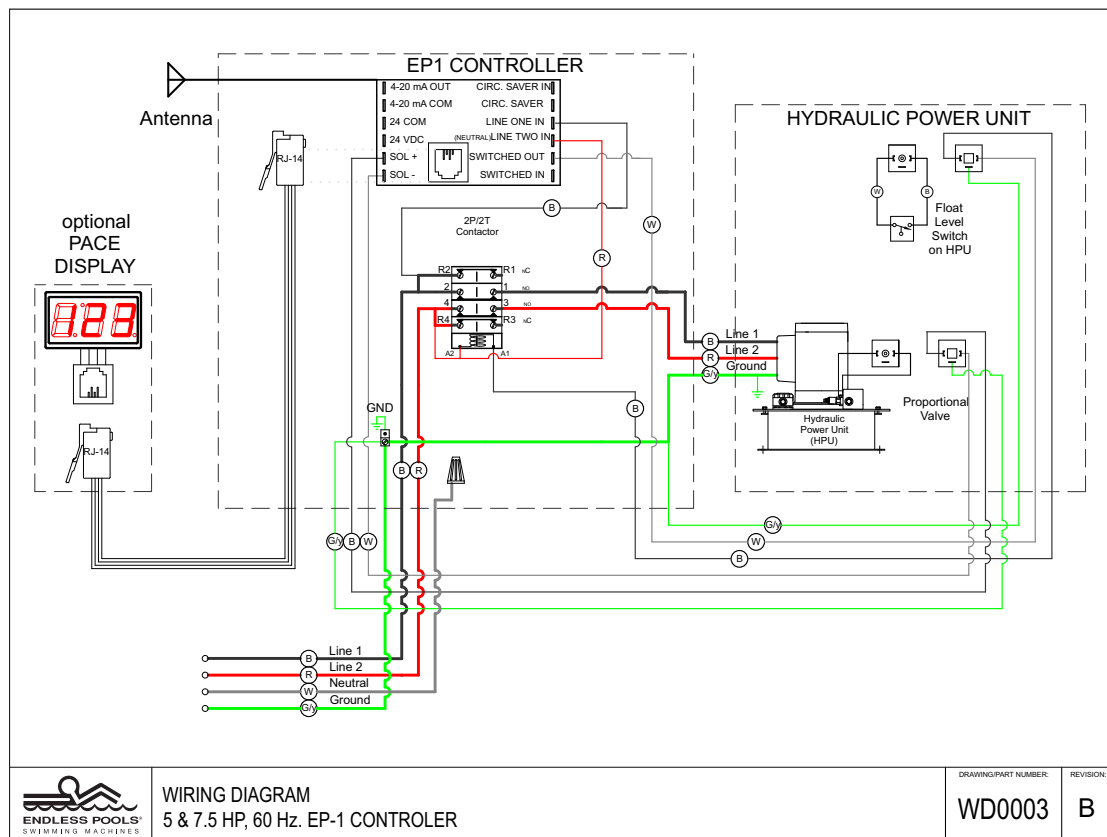 EP1 CONTROLLER
4-20 mA OUT
CIRC. SAVER IN
4-20 mA COM
CIRC. SAVER
24 COM
LINE ONE IN
24 VDC
(NEUTRAL) LINE TWO IN
SOL +
SWITCHED OUT
SOL -
SWITCHED IN
Antenna
RJ-14
optional
PACE
DISPLAY
123
RJ-14
2P/2T
Contactor
R2
R1 NC
2
1 NO
4
3 NO
R4
R3 NC
A2
A1
B
W
R
B
GND
B
R
G/y
B
W
HYDRAULIC POWER UNIT
W
B
Float
Level
Switch
on HPU
B
Line 1
R
Line 2
G/y
Ground
Proportional
Valve
Hydraulic
Power Unit
(HPU)
G/y
W
B
B
Line 1
R
Line 2
W
Neutral
G/y
Ground
ENDLESS POOLS®
SWIMMING MACHINES
WIRING DIAGRAM
5 & 7.5 HP, 60 Hz. EP-1 CONTROLER
DRAWING/PART NUMBER:
WD0003
REVISION:
B